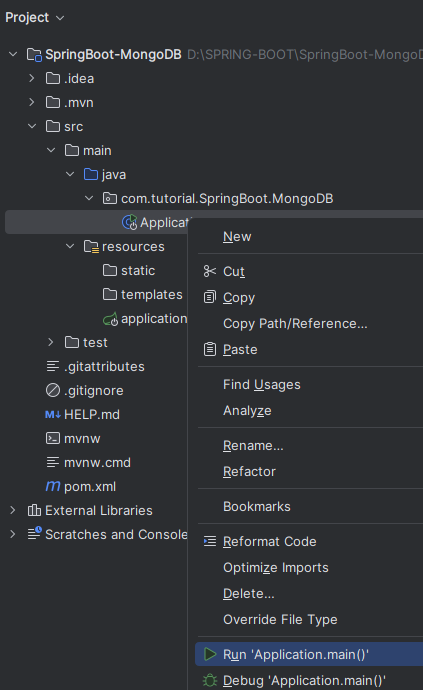 Project
SpringBoot-MongoDB D:\SPRING-BOOT\SpringBoot-MongoD
.idea
.mvn
src
main
java
com.tutorial.SpringBoot.MongoDB
Applicati
resources
static
templates
application
test
.gitattributes
.gitignore
M↓ HELP.md
mvnw
mvnw.cmd
m pom.xml
External Libraries
Scratches and Console
New
Cut
Copy
Copy Path/Reference...
Paste
Find Usages
Analyze
Rename...
Refactor
Bookmarks
Reformat Code
Optimize Imports
Delete...
Override File Type
Run 'Application.main()'
Debug 'Application.main()'